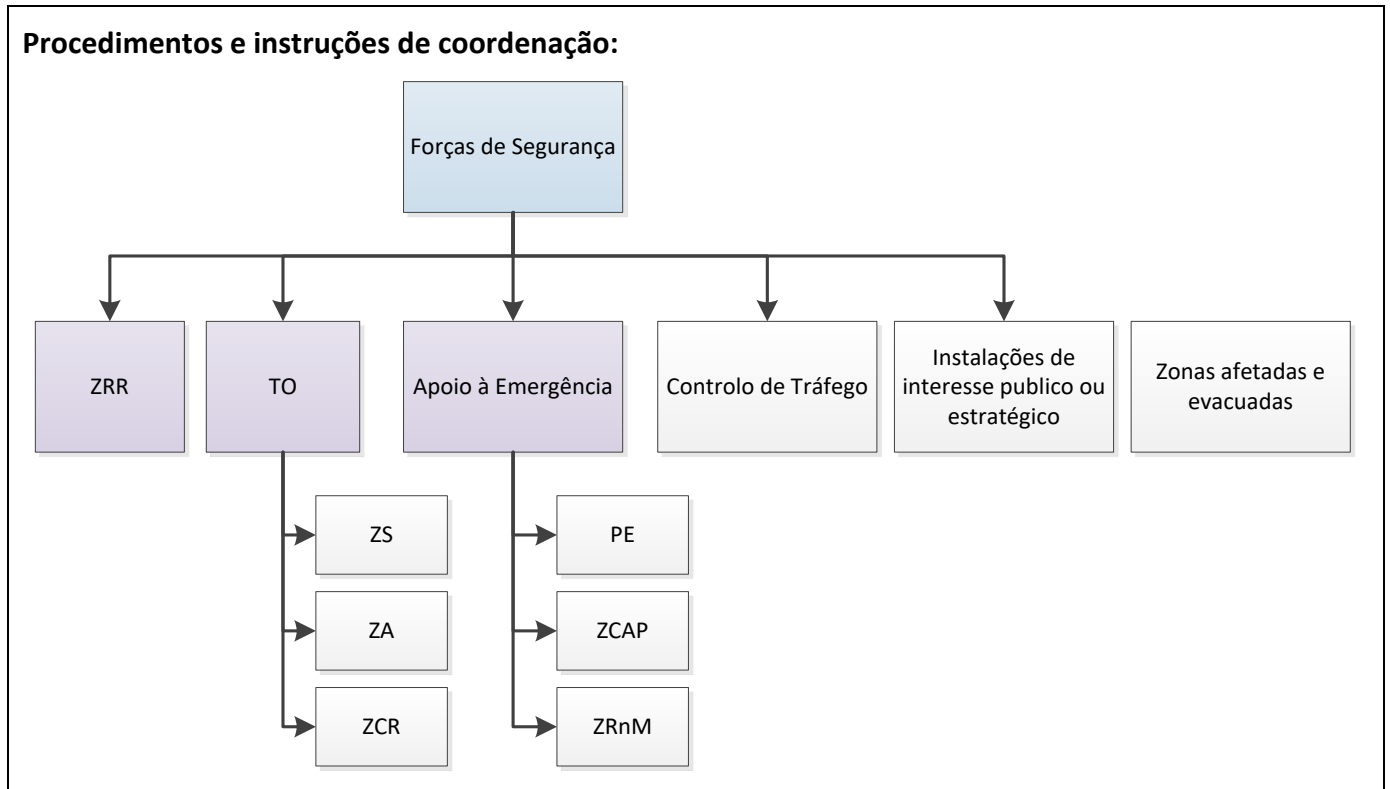 Procedimentos e instruções de coordenação:
Forças de Segurança
ZRR
TO
Apoio à Emergência
Controlo de Tráfego
Instalações de
interesse publico ou
estratégico
Zonas afetadas e
evacuadas
ZS
PE
ZA
ZCAP
ZCR
ZRnM